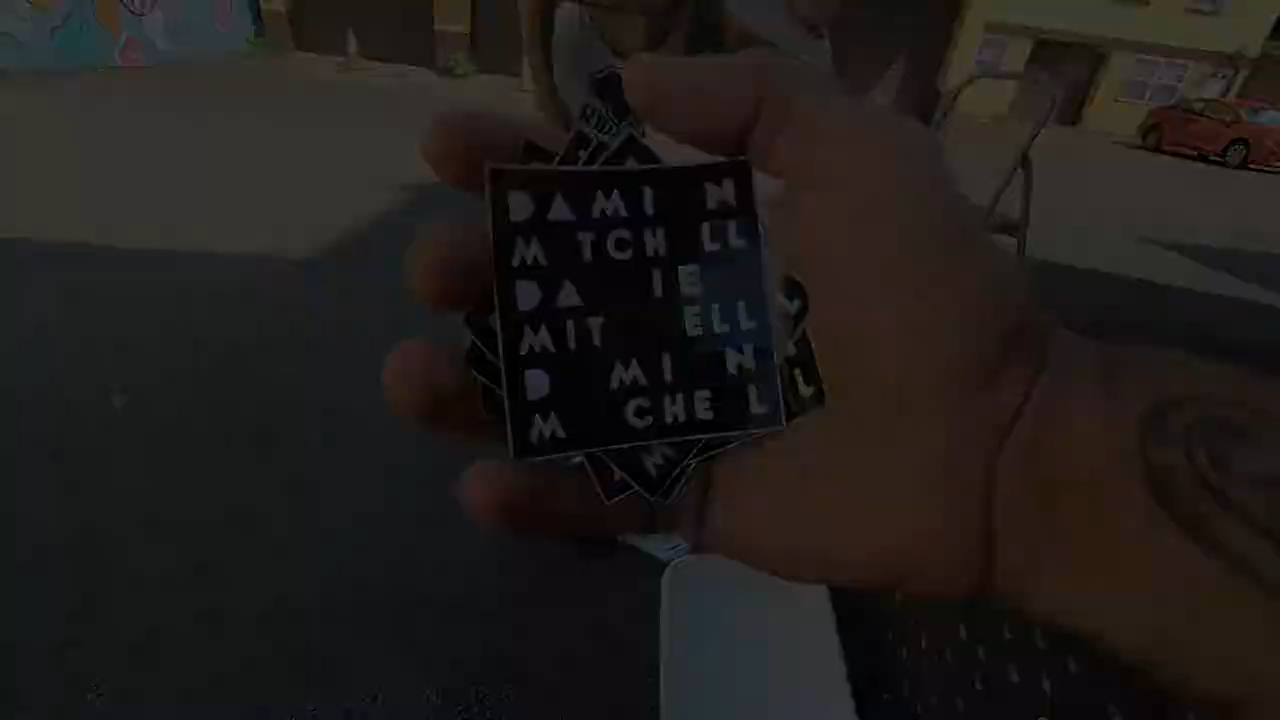 DAMI N
M TCH LL
DA IE
MIT ELL
D MI N
M CHE L